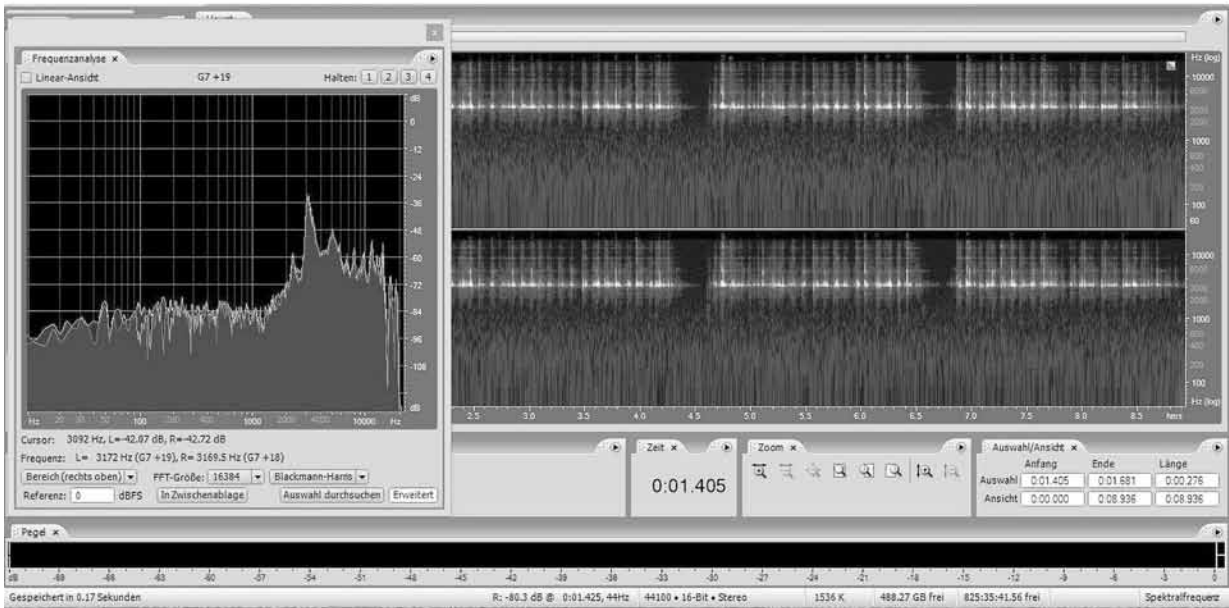 Frequenzanalyse ×
Linear-Ansicht G7 +19 Halten: 1 2 3 4
dB
0
-12
-24
-36
-48
-60
-72
-84
-96
-108
dB
Hz 20 30 50 100 200 400 1000 2000 4000 10000 Hz
Cursor: 3092 Hz, L=-42.87 dB, R=-42.72 dB
Frequenz: L= 3172 Hz (G7 +19), R= 3169.5 Hz (G7 +18)
Bereich (rechts oben) FFT-Größe: 16384 Blackmann-Harris
Referenz: 0 dBFS In Zwischenablage Auswahl durchsuchen Erweitert
Hz (log)
10000
1000
100
60
10000
1000
100
Hz (log)
2.5 3.0 3.5 4.0 4.5 5.0 5.5 6.0 6.5 7.0 7.5 8.0 8.5 hms
Zeit ×
0:01.405
Zoom ×
Auswahl/Ansicht ×
Anfang Ende Länge
Auswahl 0:01.405 0:01.681 0:00.276
Ansicht 0:00.000 0:08.936 0:08.936
Pegel ×
dB -69 -66 -63 -60 -57 -54 -51 -48 -45 -42 -39 -36 -33 -30 -27 -24 -21 -18 -15 -12 -9 -6 -3 0
Gespeichert in 0.17 Sekunden R: -80.3 dB @ 0:01.425, 44Hz 44100 • 16-Bit • Stereo 1536 K 488.27 GB frei 825:35:41.56 frei Spektralfrequenz